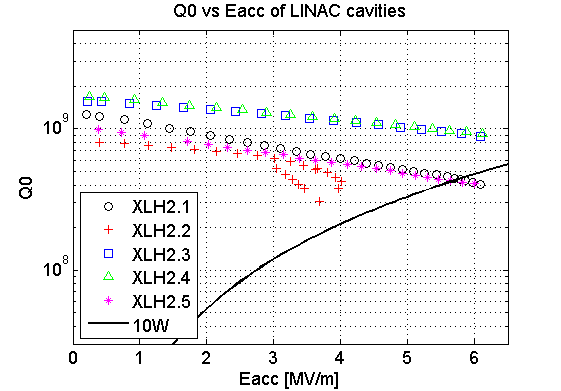 Q0 vs Eacc of LINAC cavities
10^9
Q0
10^8
XLH2.1
XLH2.2
XLH2.3
XLH2.4
XLH2.5
10W
0 1 2 3 4 5 6
Eacc [MV/m]